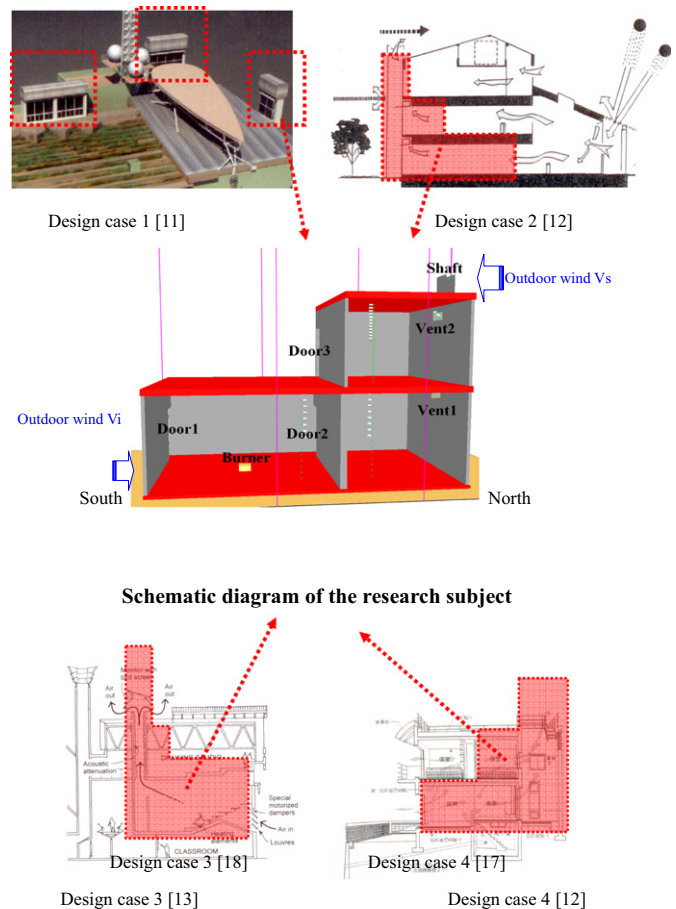 Design case 1 [11]
Design case 2 [12]
Shaft
Outdoor wind Vs
Vent2
Door3
Outdoor wind Vi
Door1
Door2
Vent1
Burner
South
North
Schematic diagram of the research subject
Air
out
Air
out
Acoustic
attenuation
Special
motorized
dampers
Air in
Louvres
CLASSROOM
Design case 3 [18]
Design case 4 [17]
Design case 3 [13]
Design case 4 [12]